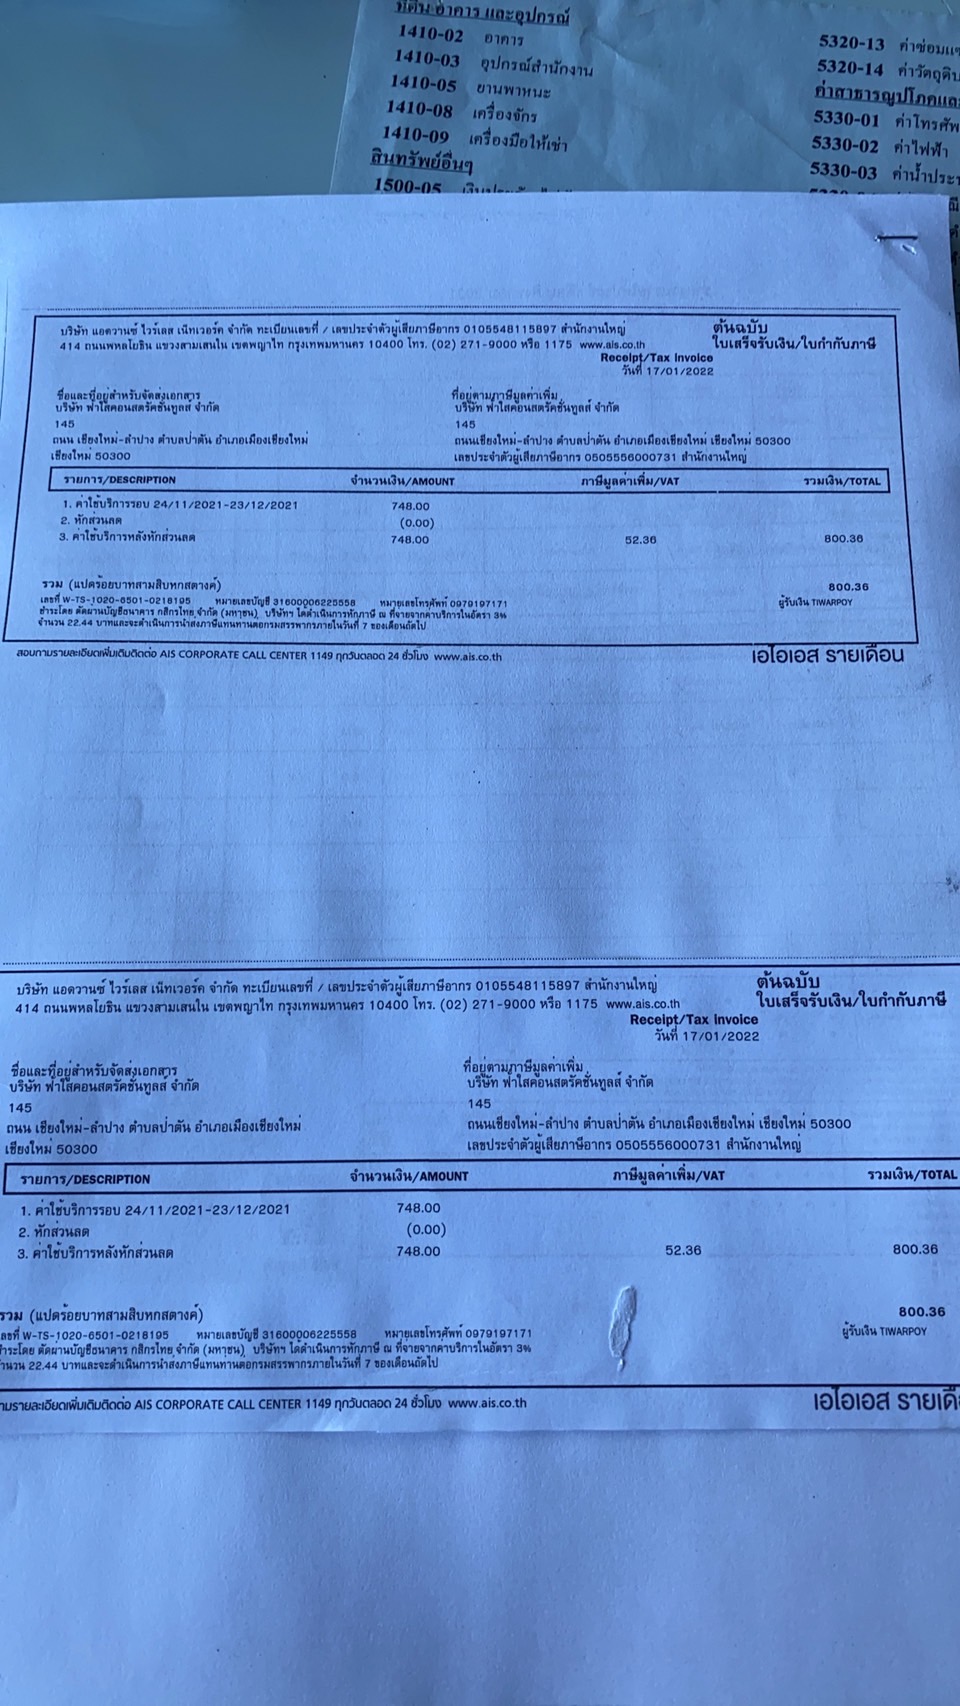 ที่ดิน อาคาร และอุปกรณ์
1410-02 อาคาร
1410-03 อุปกรณ์สำนักงาน
1410-05 ยานพาหนะ
1410-08 เครื่องจักร
1410-09 เครื่องมือให้เช่า
สินทรัพย์อื่นๆ
1500-05
5320-13 ค่าซ่อมแซ
5320-14 ค่าวัตถุดิบ
ค่าสาธารณูปโภคและ
5330-01 ค่าโทรศัพ
5330-02 ค่าไฟฟ้า
5330-03 ค่าน้ำประ
บริษัท แอดวานซ์ ไวร์เลส เน็ทเวอร์ค จำกัด ทะเบียนเลขที่ / เลขประจำตัวผู้เสียภาษีอากร 0105548115897 สำนักงานใหญ่
414 ถนนพหลโยธิน แขวงสามเสนใน เขตพญาไท กรุงเทพมหานคร 10400 โทร. (02) 271-9000 หรือ 1175 www.ais.co.th
ต้นฉบับ
ใบเสร็จรับเงิน/ใบกำกับภาษี
Receipt/Tax Invoice
วันที่ 17/01/2022
ชื่อและที่อยู่สำหรับจัดส่งเอกสาร
บริษัท ฟ้าใสคอนสตรัคชั่นทูลส์ จำกัด
145
ถนน เชียงใหม่-ลำปาง ตำบลป่าตัน อำเภอเมืองเชียงใหม่
เชียงใหม่ 50300
ที่อยู่ตามภาษีมูลค่าเพิ่ม
บริษัท ฟ้าใสคอนสตรัคชั่นทูลส์ จำกัด
145
ถนนเชียงใหม่-ลำปาง ตำบลป่าตัน อำเภอเมืองเชียงใหม่ เชียงใหม่ 50300
เลขประจำตัวผู้เสียภาษีอากร 0505556000731 สำนักงานใหญ่
รายการ/DESCRIPTION จำนวนเงิน/AMOUNT ภาษีมูลค่าเพิ่ม/VAT รวมเงิน/TOTAL
1. ค่าใช้บริการรอบ 24/11/2021-23/12/2021 748.00
2. หักส่วนลด (0.00)
3. ค่าใช้บริการหลังหักส่วนลด 748.00 52.36 800.36
รวม (แปดร้อยบาทสามสิบหกสตางค์) 800.36
เลขที่ W-TS-1020-6501-0218195 หมายเลขบัญชี 31600006225558 หมายเลขโทรศัพท์ 0979197171 ผู้รับเงิน TIWARPOY
ชำระโดย ตัดผ่านบัญชีธนาคาร กสิกรไทย จำกัด (มหาชน) บริษัทฯ ได้ดำเนินการหักภาษี ณ ที่จ่ายจากค่าบริการในอัตรา 3%
จำนวน 22.44 บาทและจะดำเนินการนำส่งภาษีแทนท่านต่อกรมสรรพากรภายในวันที่ 7 ของเดือนถัดไป
สอบถามรายละเอียดเพิ่มเติมติดต่อ AIS CORPORATE CALL CENTER 1149 ทุกวันตลอด 24 ชั่วโมง www.ais.co.th เอไอเอส รายเดือน
บริษัท แอดวานซ์ ไวร์เลส เน็ทเวอร์ค จำกัด ทะเบียนเลขที่ / เลขประจำตัวผู้เสียภาษีอากร 0105548115897 สำนักงานใหญ่
414 ถนนพหลโยธิน แขวงสามเสนใน เขตพญาไท กรุงเทพมหานคร 10400 โทร. (02) 271-9000 หรือ 1175 www.ais.co.th
ต้นฉบับ
ใบเสร็จรับเงิน/ใบกำกับภาษี
Receipt/Tax Invoice
วันที่ 17/01/2022
ชื่อและที่อยู่สำหรับจัดส่งเอกสาร
บริษัท ฟ้าใสคอนสตรัคชั่นทูลส์ จำกัด
145
ถนน เชียงใหม่-ลำปาง ตำบลป่าตัน อำเภอเมืองเชียงใหม่
เชียงใหม่ 50300
ที่อยู่ตามภาษีมูลค่าเพิ่ม
บริษัท ฟ้าใสคอนสตรัคชั่นทูลส์ จำกัด
145
ถนนเชียงใหม่-ลำปาง ตำบลป่าตัน อำเภอเมืองเชียงใหม่ เชียงใหม่ 50300
เลขประจำตัวผู้เสียภาษีอากร 0505556000731 สำนักงานใหญ่
รายการ/DESCRIPTION จำนวนเงิน/AMOUNT ภาษีมูลค่าเพิ่ม/VAT รวมเงิน/TOTAL
1. ค่าใช้บริการรอบ 24/11/2021-23/12/2021 748.00
2. หักส่วนลด (0.00)
3. ค่าใช้บริการหลังหักส่วนลด 748.00 52.36 800.36
รวม (แปดร้อยบาทสามสิบหกสตางค์) 800.36
ลขที่ W-TS-1020-6501-0218195 หมายเลขบัญชี 31600006225558 หมายเลขโทรศัพท์ 0979197171 ผู้รับเงิน TIWARPOY
ำระโดย ตัดผ่านบัญชีธนาคาร กสิกรไทย จำกัด (มหาชน) บริษัทฯ ได้ดำเนินการหักภาษี ณ ที่จ่ายจากค่าบริการในอัตรา 3%
ำนวน 22.44 บาทและจะดำเนินการนำส่งภาษีแทนท่านต่อกรมสรรพากรภายในวันที่ 7 ของเดือนถัดไป
ามรายละเอียดเพิ่มเติมติดต่อ AIS CORPORATE CALL CENTER 1149 ทุกวันตลอด 24 ชั่วโมง www.ais.co.th เอไอเอส รายเดื